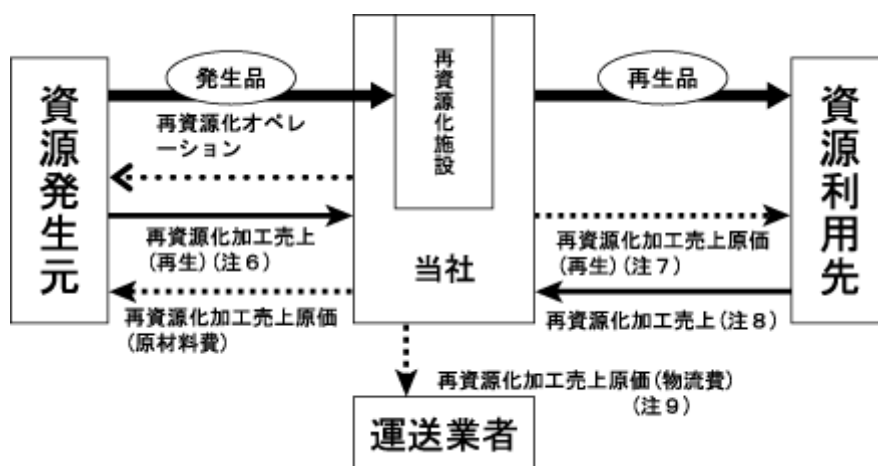 資源発生元
発生品
再資源化オペレ
ーション
再資源化加工売上
(再生)(注６)
再資源化加工売上原価
(原材料費)
再資源化施設
当社
再生品
再資源化加工売上原価
(再生)(注７)
再資源化加工売上(注８)
資源利用先
再資源化加工売上原価(物流費)
(注９)
運送業者